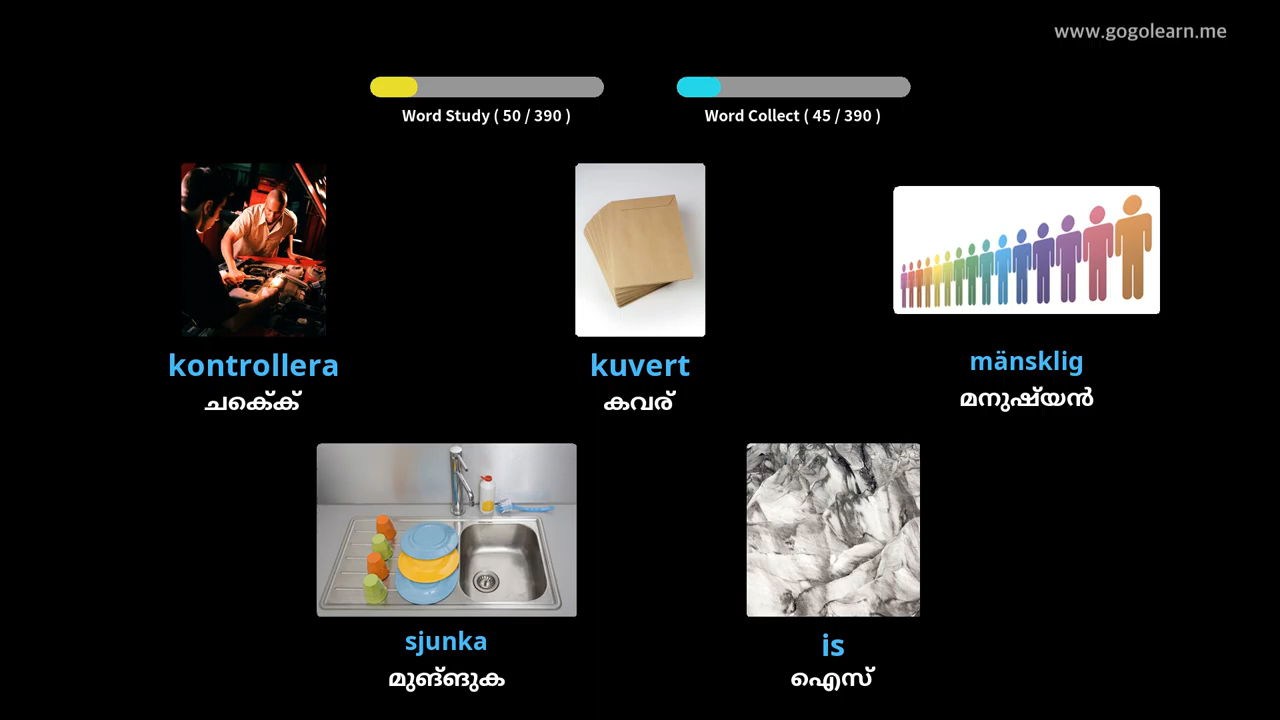 www.gogolearn.me
Word Study ( 50 / 390 )
Word Collect ( 45 / 390 )
kontrollera
ചക്കെ്
കുവര്
kuvert
കവര്
mänsklig
മനുഷ്യൻ
sjunka
മുങ്ങുക
is
ഐസ്